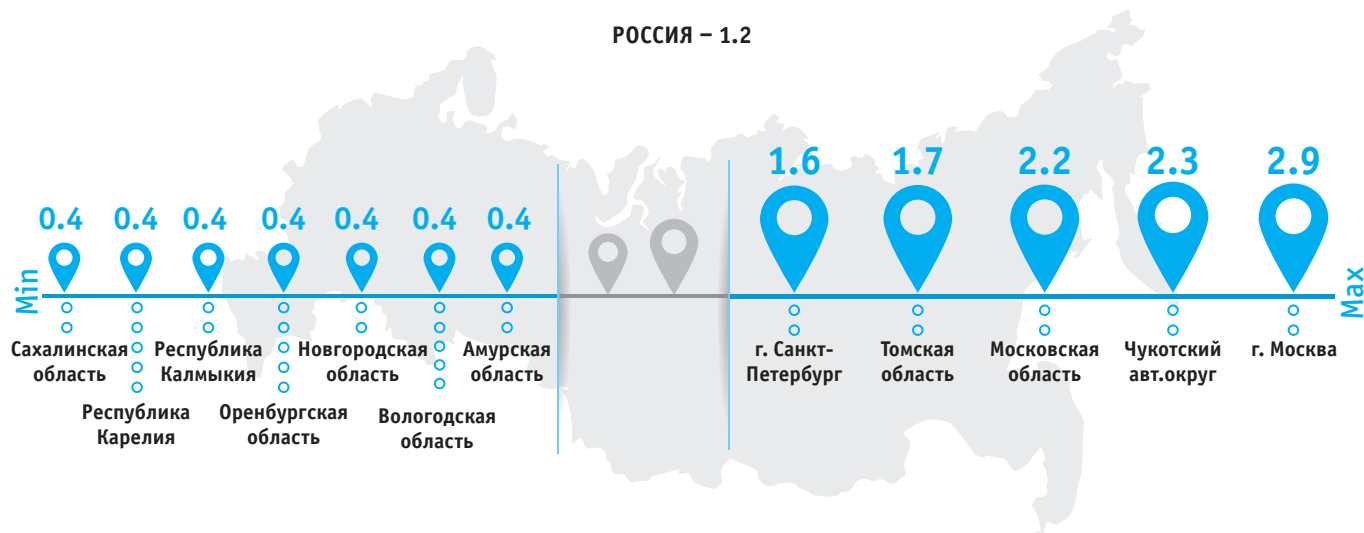 РОССИЯ – 1.2
1.6 1.7 2.2 2.3 2.9
0.4 0.4 0.4 0.4 0.4 0.4 0.4
Min
Max
Сахалинская
область
Республика
Карелия
Республика
Калмыкия
Оренбургская
область
Новгородская
область
Вологодская
область
Амурская
область
г. Санкт-
Петербург
Томская
область
Московская
область
Чукотский
авт.округ
г. Москва